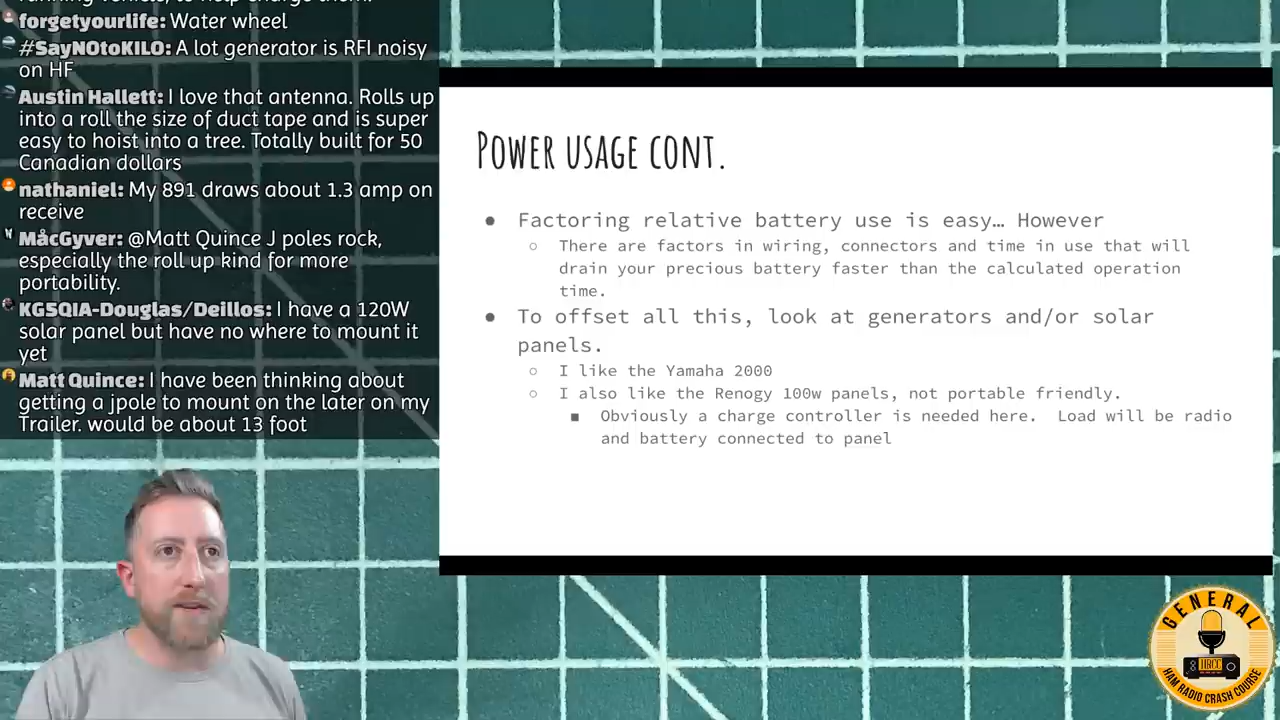 forgetyourlife: Water wheel
#SayNOtoKILO: A lot generator is RFI noisy
on HF
Austin Hallett: I love that antenna. Rolls up
into a roll the size of duct tape and is super
easy to hoist into a tree. Totally built for 50
Canadian dollars
nathaniel: My 891 draws about 1.3 amp on
receive
MåcGyver: @Matt Quince J poles rock,
especially the roll up kind for more
portability.
KG5QIA-Douglas/Deillos: I have a 120W
solar panel but have no where to mount it
yet
Matt Quince: I have been thinking about
getting a jpole to mount on the later on my
Trailer. would be about 13 foot
Power usage cont.
● Factoring relative battery use is easy… However
○ There are factors in wiring, connectors and time in use that will
drain your precious battery faster than the calculated operation
time.
● To offset all this, look at generators and/or solar
panels.
○ I like the Yamaha 2000
○ I also like the Renogy 100w panels, not portable friendly.
■ Obviously a charge controller is needed here. Load will be radio
and battery connected to panel
GENERAL
HRCC
HAM RADIO CRASH COURSE